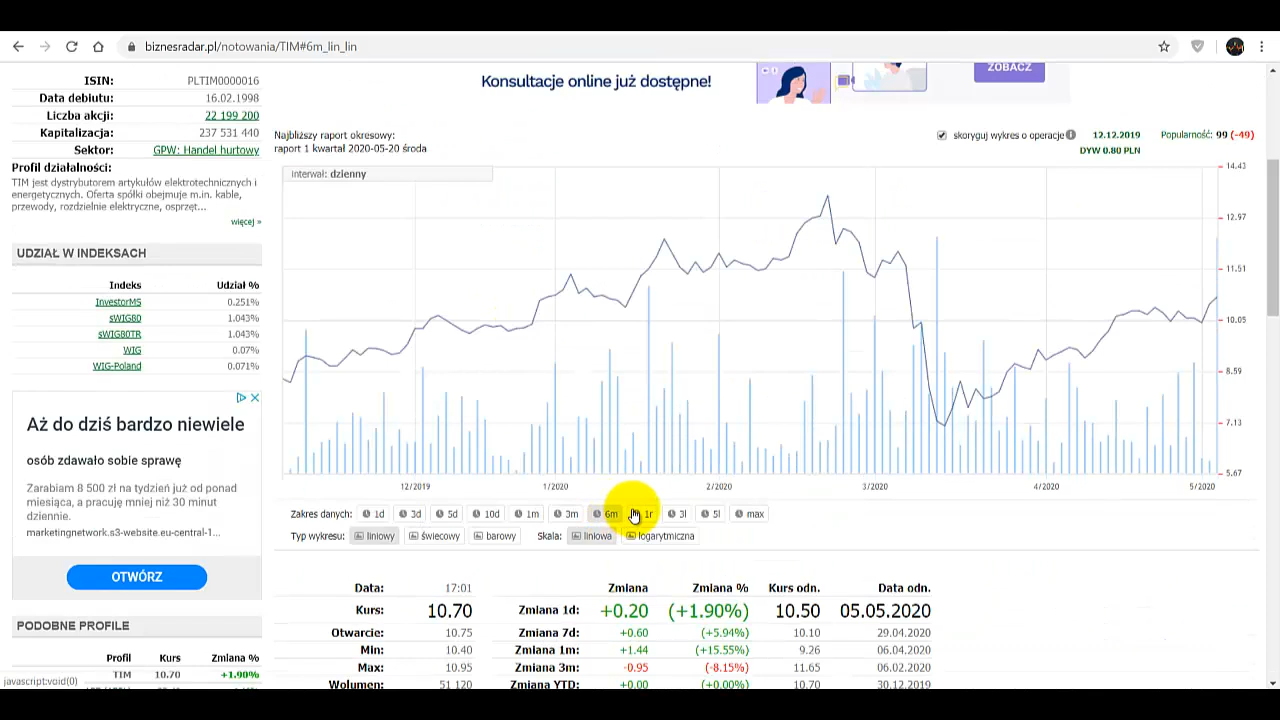 biznesradar.pl/notowania/TIM#6m_lin_lin
ISIN: PLTIM0000016
Data debiutu: 16.02.1998
Liczba akcji: 22 199 200
Kapitalizacja: 237 531 440
Sektor: GPW: Handel hurtowy
Profil działalności:
TIM jest dystrybutorem artykułów elektrotechnicznych i
energetycznych. Oferta spółki obejmuje m.in. kable,
przewody, rozdzielnie elektryczne, osprzęt...
więcej »
UDZIAŁ W INDEKSACH
Indeks Udział %
InvestorMS 0.251%
sWIG80 1.043%
sWIG80TR 1.043%
WIG 0.07%
WIG-Poland 0.071%
Aż do dziś bardzo niewiele
osób zdawało sobie sprawę
Zarabiam 8 500 zł na tydzień już od ponad
miesiąca, a pracuję mniej niż 30 minut
dziennie.
marketingnetwork.s3-website.eu-central-1...
OTWÓRZ
PODOBNE PROFILE
Profil Kurs Zmiana %
TIM 10.70 +1.90%
javascript:void(0)
Konsultacje online już dostępne!
ZOBACZ
Najbliższy raport okresowy:
raport 1 kwartał 2020-05-20 środa
skoryguj wykres o operacje 12.12.2019 Popularość: 99 (-49)
DYW 0.80 PLN
interwał: dzienny
14,43
12.97
11.51
10.05
8.59
7.13
5,67
12/2019 1/2020 2/2020 3/2020 4/2020 5/2020
Zakres danych: 1d 3d 5d 10d 1m 3m 6m 1r 3l 5l max
Typ wykresu: liniowy świecowy barowy Skala: liniowa logarytmiczna
Data: 17:01 Zmiana Zmiana % Kurs odn. Data odn.
Kurs: 10.70 Zmiana 1d: +0.20 (+1.90%) 10.50 05.05.2020
Otwarcie: 10.75 Zmiana 7d: +0.60 (+5.94%) 10.10 29.04.2020
Min: 10.40 Zmiana 1m: +1.44 (+15.55%) 9.26 06.04.2020
Max: 10.95 Zmiana 3m: -0.95 (-8.15%) 11.65 06.02.2020
Wolumen: 51 120 Zmiana YTD: +0.00 (+0.00%) 10.70 30.12.2019